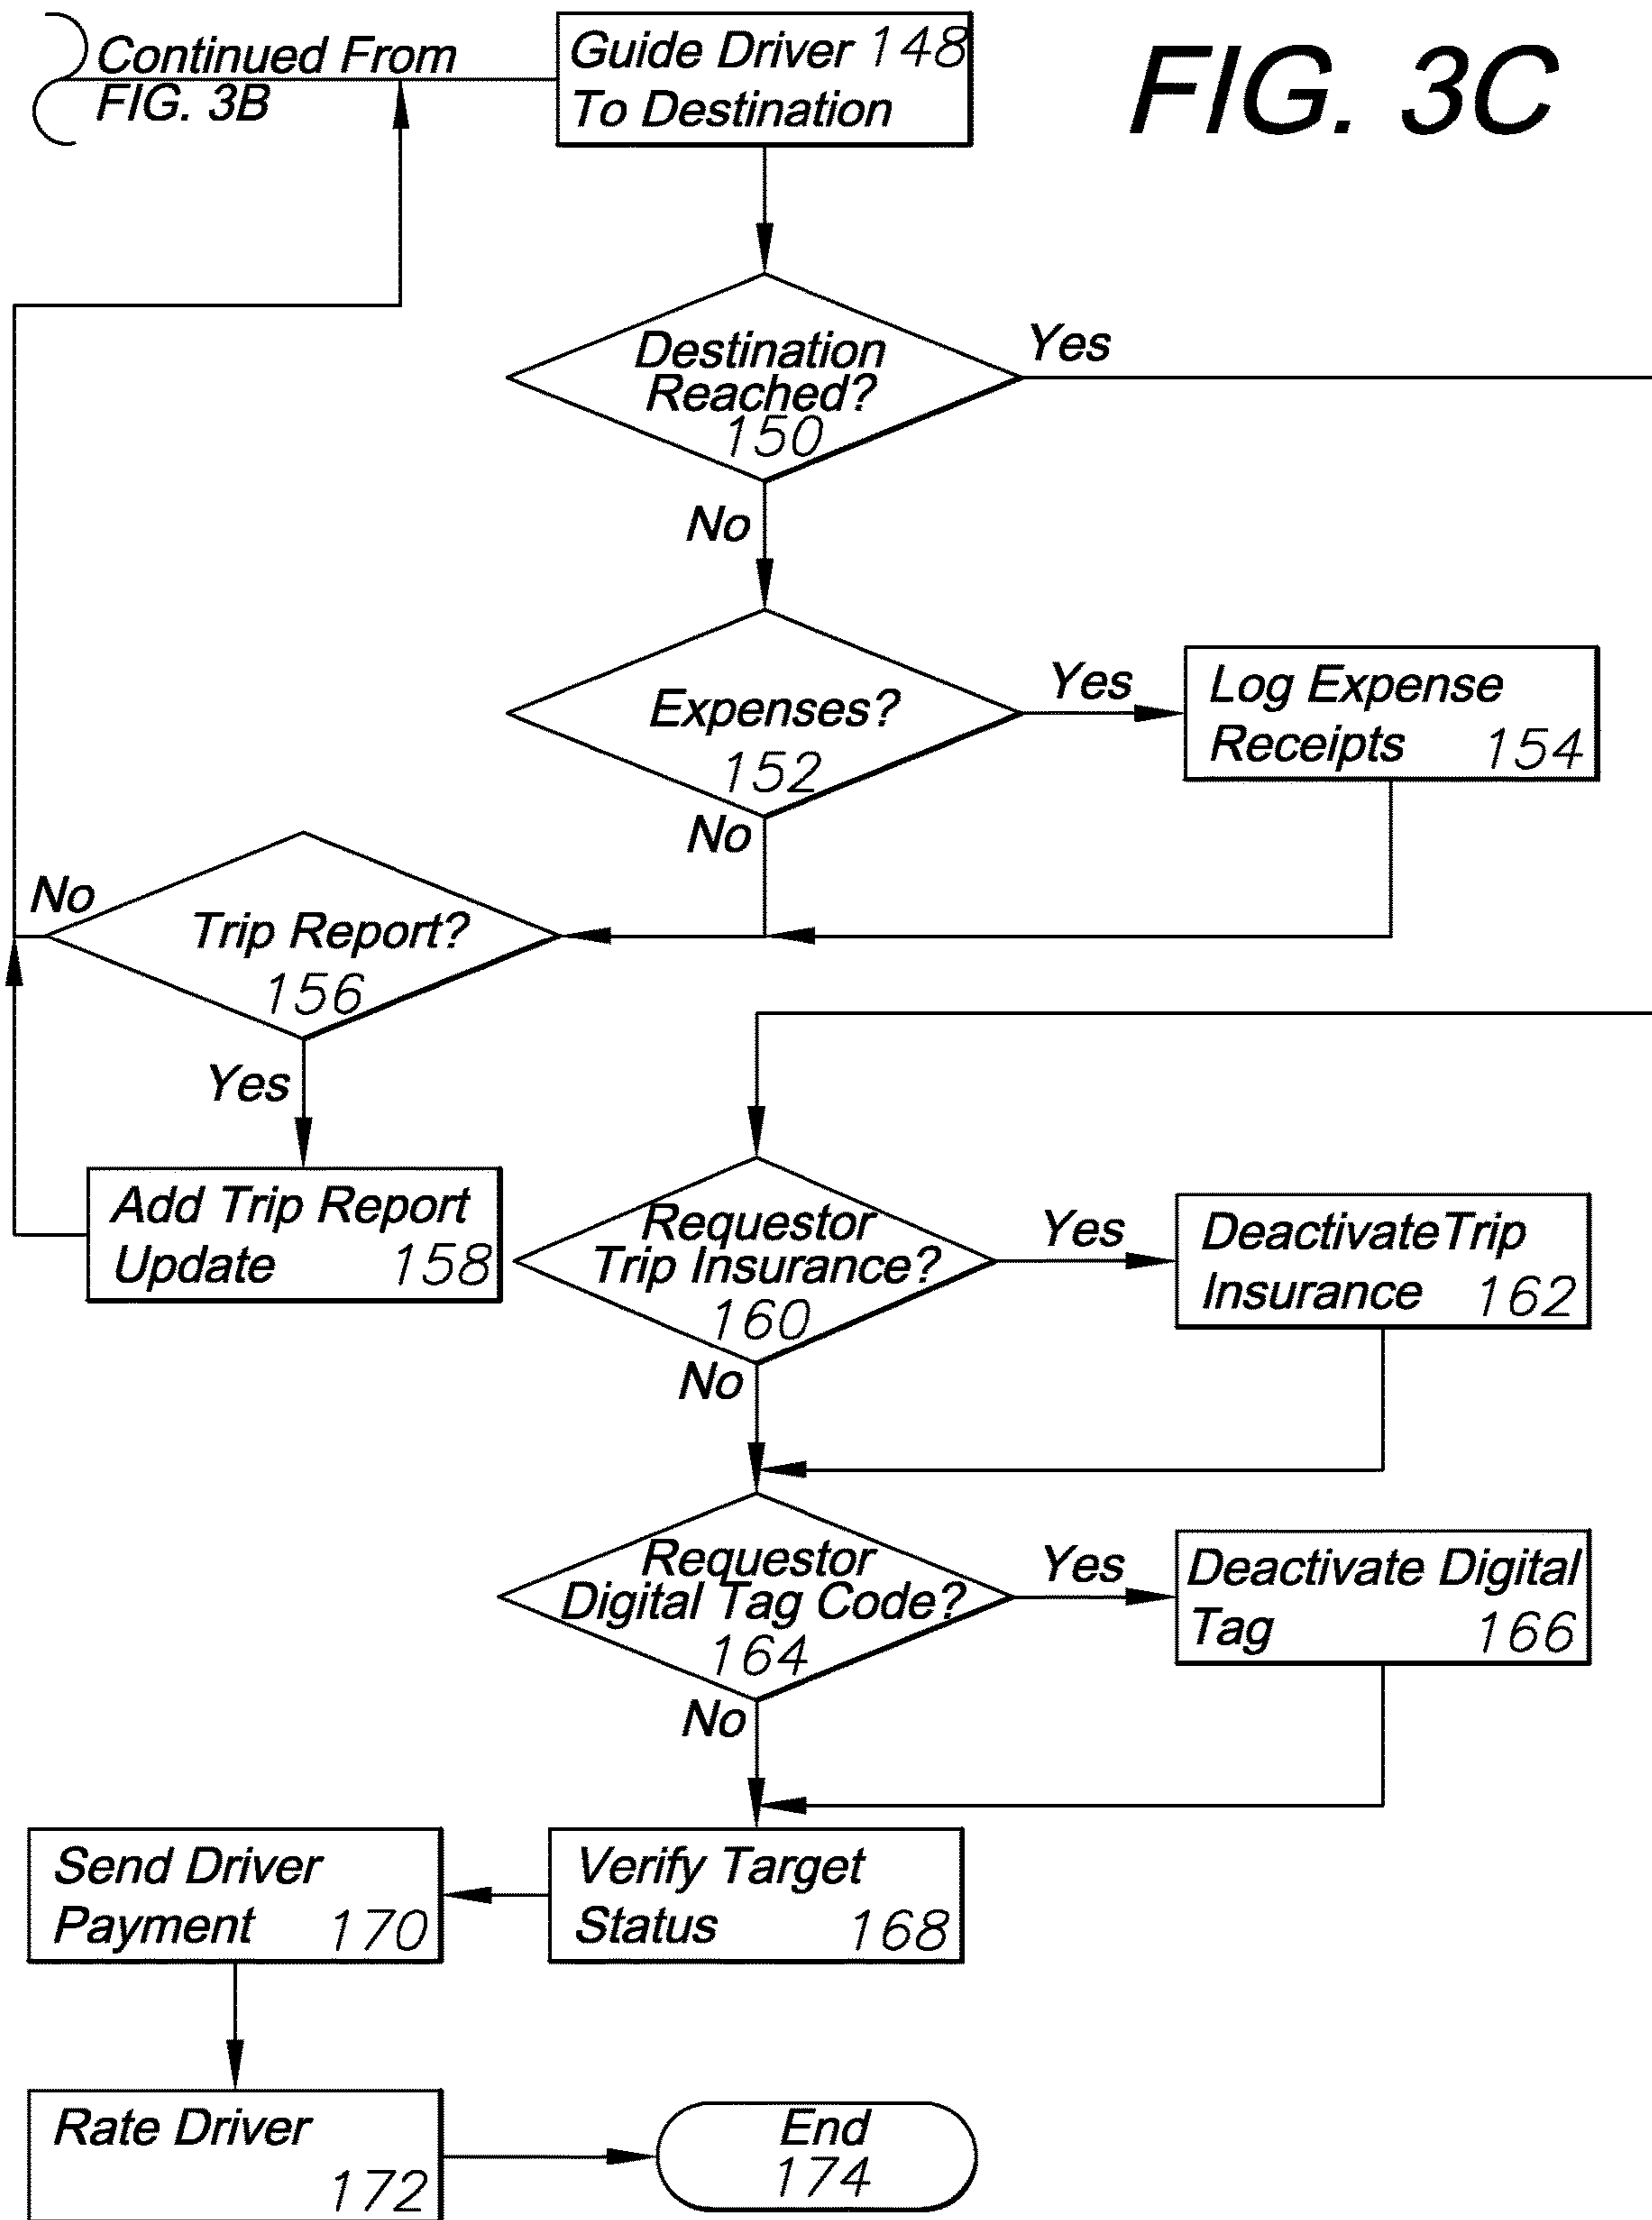 Continued From
FIG. 3B
Guide Driver 148
To Destination
FIG. 3C
Destination
Reached?
150
Yes
No
Expenses?
152
Yes
Log Expense
Receipts 154
No
Trip Report?
156
No
Yes
Add Trip Report
Update 158
Requestor
Trip Insurance?
160
Yes
DeactivateTrip
Insurance 162
No
Requestor
Digital Tag Code?
164
Yes
Deactivate Digital
Tag 166
No
Verify Target
Status 168
Send Driver
Payment 170
Rate Driver
172
End
174